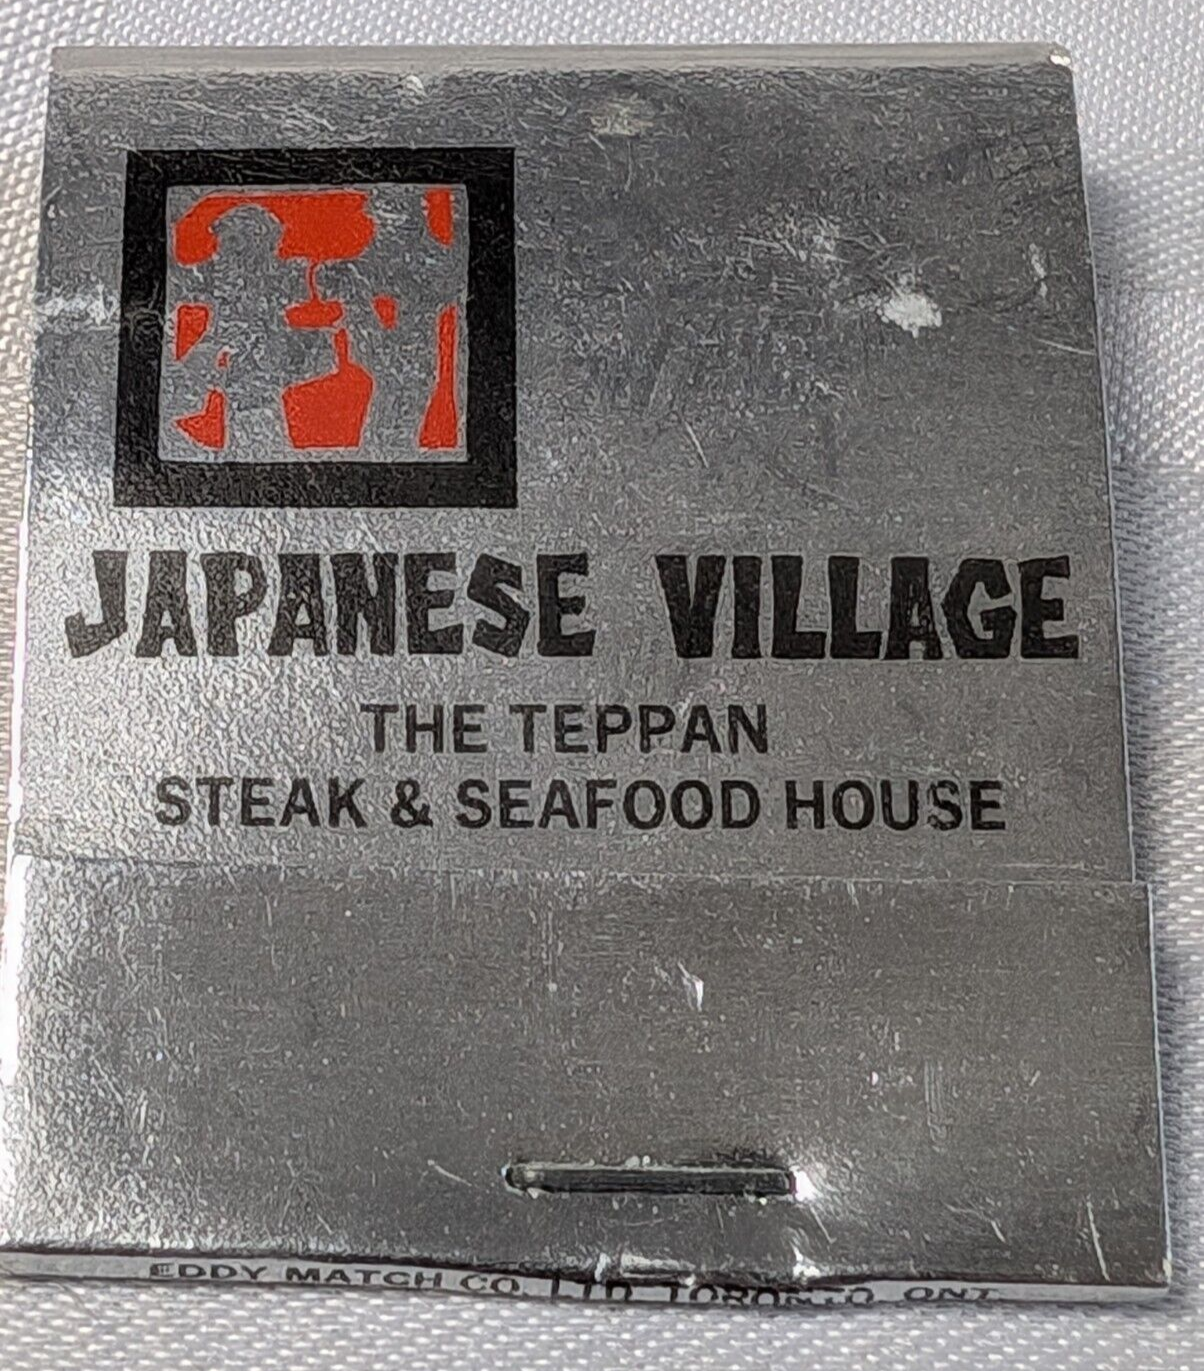 JAPANESE VILLAGE
THE TEPPAN
STEAK & SEAFOOD HOUSE
EDDY MATCH CO. LTD. TORONTO, ONT.